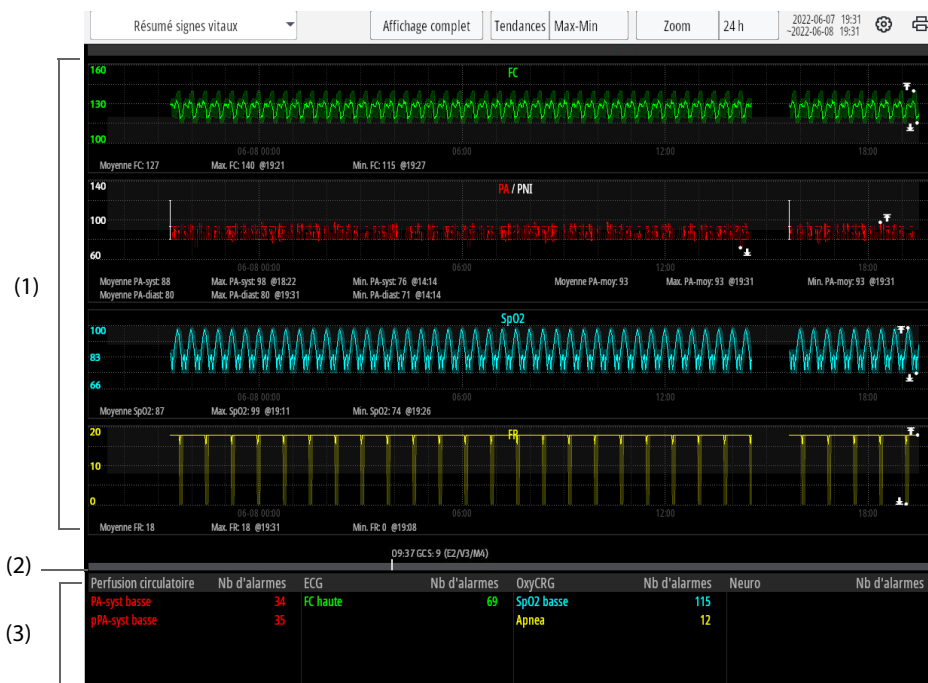 Résumé signes vitaux Affichage complet Tendances Max-Min Zoom 24 h 2022-06-07 19:31
~2022-06-08 19:31
160 FC
130
100
06-08 00:00 06:00 12:00 18:00
Moyenne FC: 127 Max. FC: 140 @19:21 Min. FC: 115 @19:27
140 PA / PNI
100
60
06-08 00:00 06:00 12:00 18:00
Moyenne PA-syst: 88 Max. PA-syst: 98 @18:22 Min. PA-syst: 76 @14:14 Moyenne PA-moy: 93 Max. PA-moy: 93 @19:31 Min. PA-moy: 93 @19:31
Moyenne PA-diast: 80 Max. PA-diast: 80 @19:31 Min. PA-diast: 71 @14:14
(1)
SpO2
100
83
66
06-08 00:00 06:00 12:00 18:00
Moyenne SpO2: 87 Max. SpO2: 99 @19:11 Min. SpO2: 74 @19:26
20 FR
10
0
06-08 00:00 06:00 12:00 18:00
Moyenne FR: 18 Max. FR: 18 @19:31 Min. FR: 0 @19:08
09:37 GCS: 9 (E2/V3/M4)
(2)
Perfusion circulatoire Nb d'alarmes ECG Nb d'alarmes OxyCRG Nb d'alarmes Neuro Nb d'alarmes
PA-syst basse 34 FC haute 69 SpO2 basse 115
pPA-syst basse 35 Apnea 12
(3)